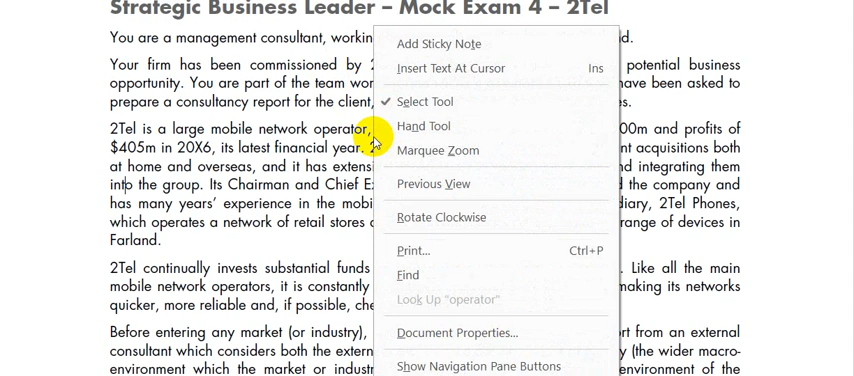 Strategic Business Leader – Mock Exam 4 – 2Tel
You are a management consultant, workin d.
Your firm has been commissioned by 2 potential business
opportunity. You are part of the team wor have been asked to
prepare a consultancy report for the client, es.
2Tel is a large mobile network operator, 00m and profits of
$405m in 20X6, its latest financial year. 2 nt acquisitions both
at home and overseas, and it has extensi nd integrating them
into the group. Its Chairman and Chief E d the company and
has many years’ experience in the mobi diary, 2Tel Phones,
which operates a network of retail stores range of devices in
Farland.
2Tel continually invests substantial funds . Like all the main
mobile network operators, it is constantly making its networks
quicker, more reliable and, if possible, che
Before entering any market (or industry), rt from an external
consultant which considers both the extern y (the wider macro-
environment which the market or industr environment of the
Add Sticky Note
Insert Text At Cursor Ins
Select Tool
Hand Tool
Marquee Zoom
Previous View
Rotate Clockwise
Print... Ctrl+P
Find
Look Up "operator"
Document Properties...
Show Navigation Pane Buttons